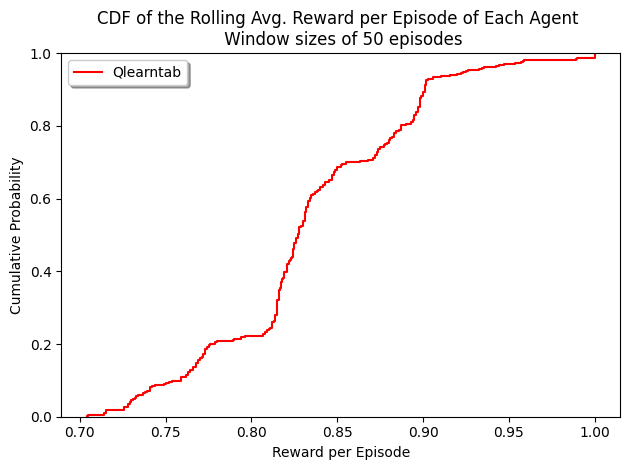 CDF of the Rolling Avg. Reward per Episode of Each Agent
Window sizes of 50 episodes
Qlearntab
Cumulative Probability
1.0
0.8
0.6
0.4
0.2
0.0
0.70 0.75 0.80 0.85 0.90 0.95 1.00
Reward per Episode